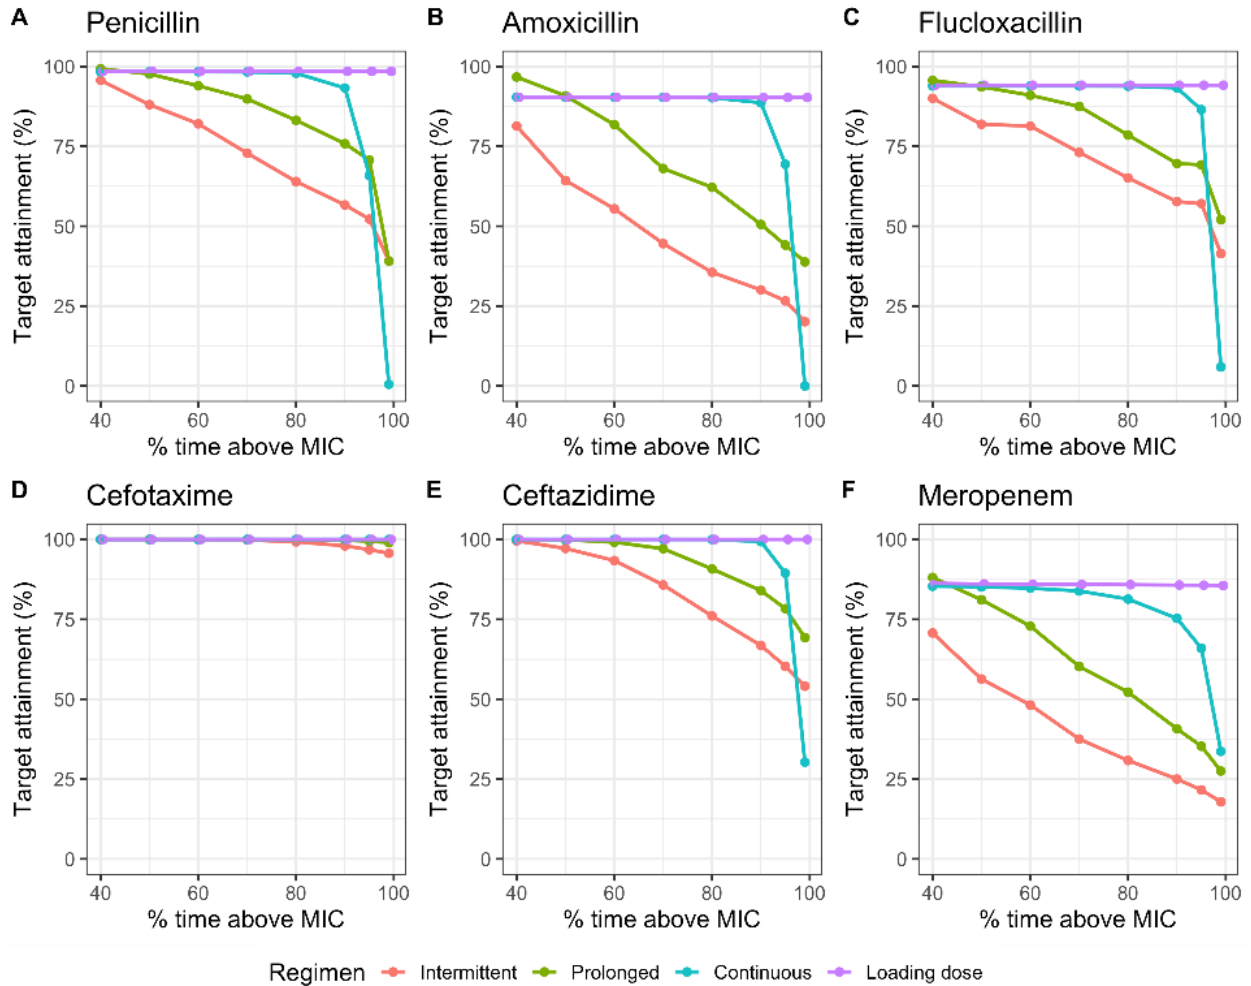 A Penicillin
B Amoxicillin
C Flucloxacillin
Target attainment (%)
100
75
50
25
0
40 60 80 100
% time above MIC
Target attainment (%)
100
75
50
25
0
40 60 80 100
% time above MIC
Target attainment (%)
100
75
50
25
0
40 60 80 100
% time above MIC
D Cefotaxime
E Ceftazidime
F Meropenem
Target attainment (%)
100
75
50
25
0
40 60 80 100
% time above MIC
Target attainment (%)
100
75
50
25
0
40 60 80 100
% time above MIC
Target attainment (%)
100
75
50
25
0
40 60 80 100
% time above MIC
Regimen Intermittent Prolonged Continuous Loading dose